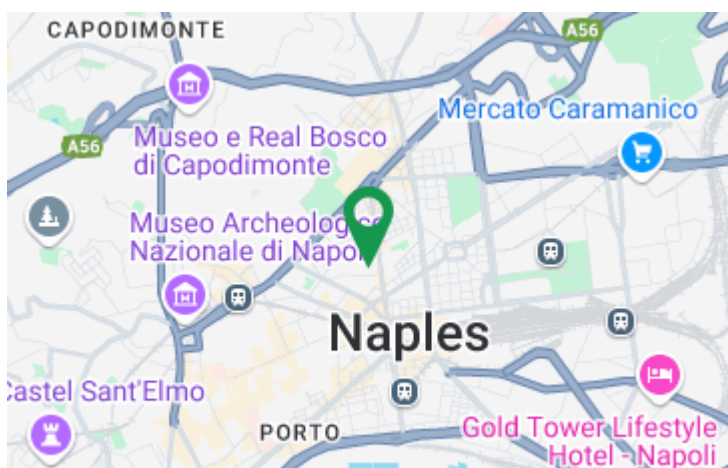 CAPODIMONTE
A56
Mercato Caramanico
Museo e Real Bosco
di Capodimonte
A56
Museo Archeologico
Nazionale di Napoli
Naples
Castel Sant'Elmo
PORTO
Gold Tower Lifestyle
Hotel - Napoli